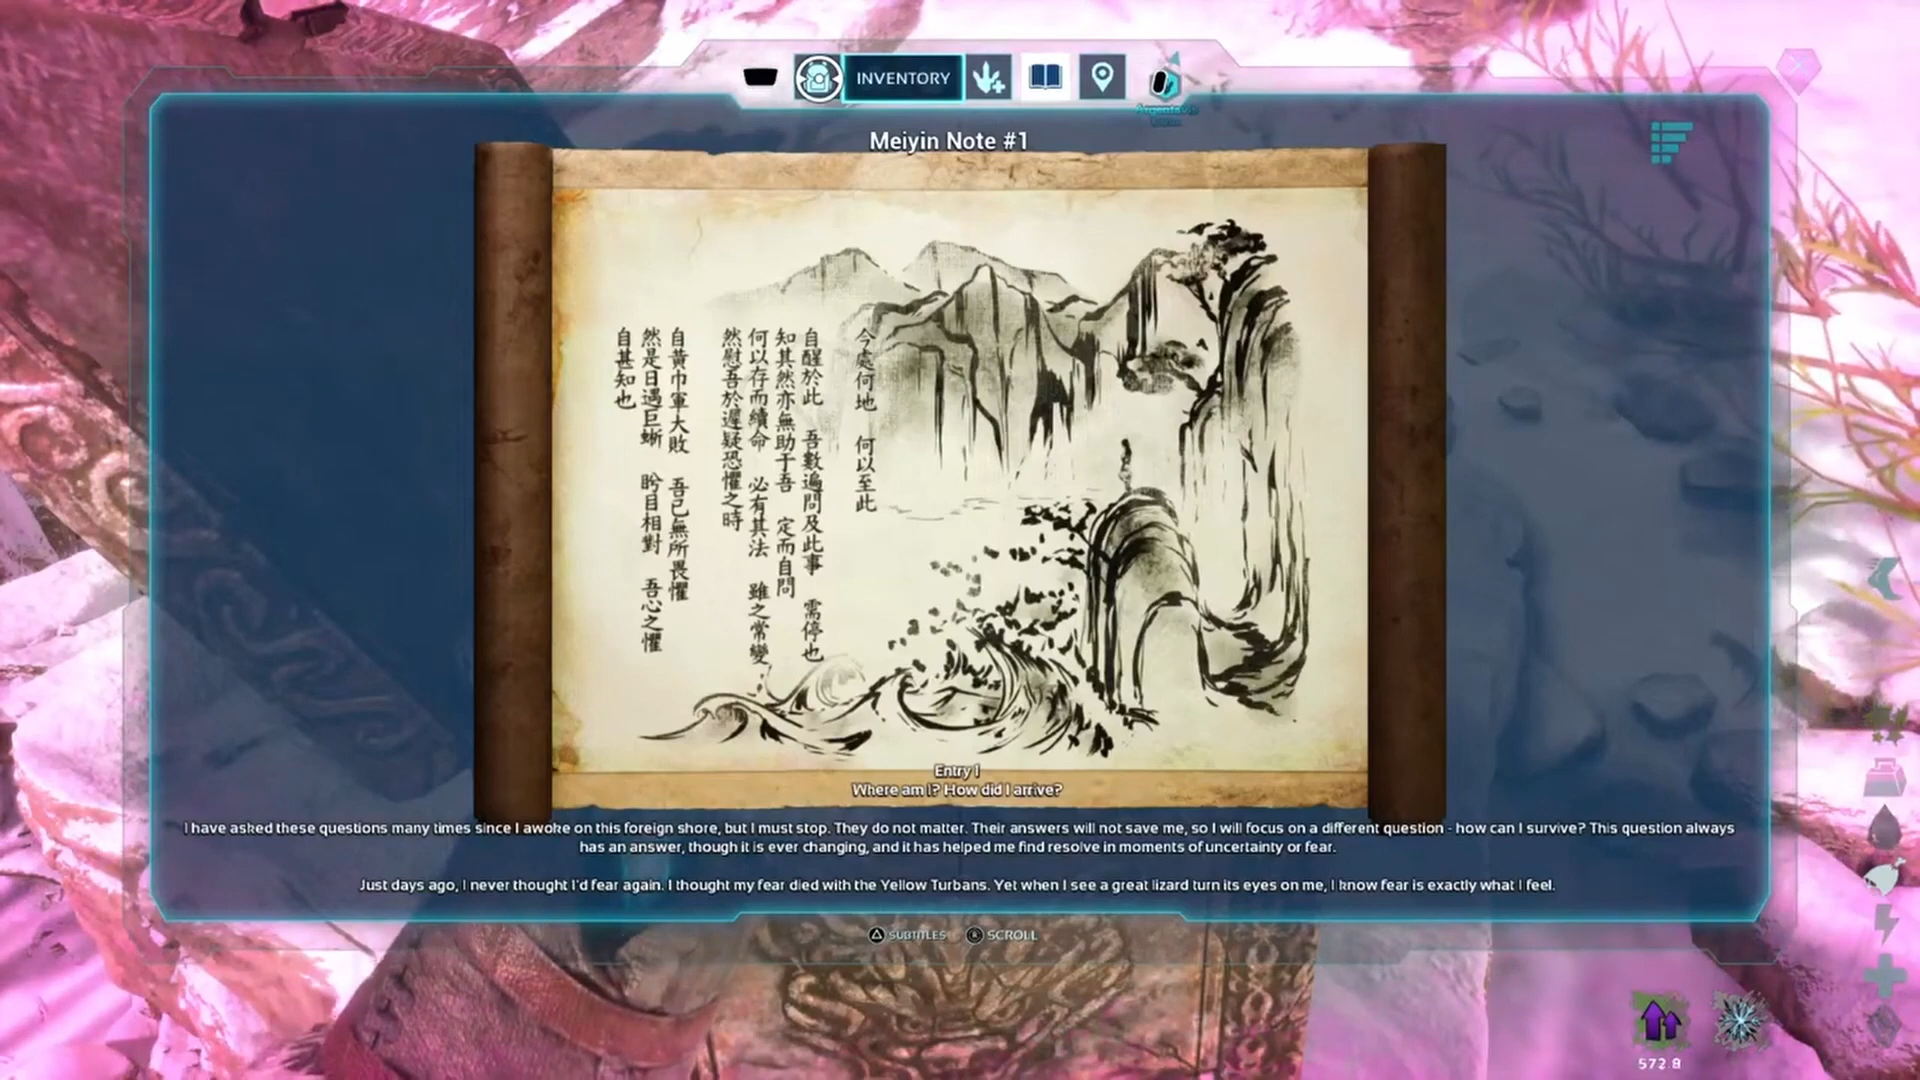 INVENTORY
Meiyin Note #1
今處何地 何以至此
自醒於此 吾數遍問及此事 需停也
知其然亦無助于吾 定而自問
何以存而續命 必有其法 雖之常變
然慰吾於遲疑恐懼之時
自黃巾軍大敗 吾已無所畏懼
然是日遇巨蜥 盻目相對 吾心之懼
自甚知也
Entry 1
Where am I? How did I arrive?
I have asked these questions many times since I awoke on this foreign shore, but I must stop. They do not matter. Their answers will not save me, so I will focus on a different question - how can I survive? This question always
has an answer, though it is ever changing, and it has helped me find resolve in moments of uncertainty or fear.
Just days ago, I never thought I'd fear again. I thought my fear died with the Yellow Turbans. Yet when I see a great lizard turn its eyes on me, I know fear is exactly what I feel.
SUBTITLES
SCROLL
572.8